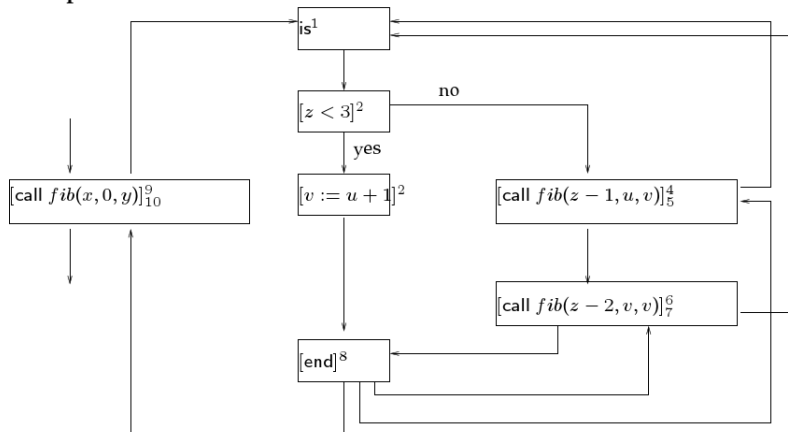 is¹
[z < 3]²
no
yes
[call fib(x, 0, y)]⁹₁₀
[v := u + 1]²
[call fib(z − 1, u, v)]⁴₅
[call fib(z − 2, v, v)]⁶₇
[end]⁸